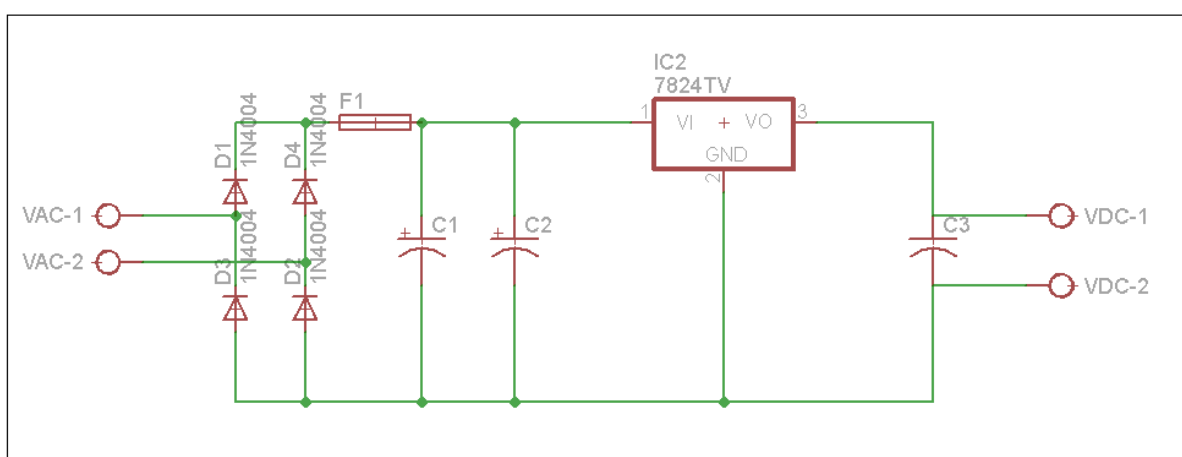 IC2
7824TV
F1
D1
1N4004
D4
1N4004
1
VI
VO
3
GND
2
VAC-1
VAC-2
D3
1N4004
D2
1N4004
+
C1
+
C2
C3
VDC-1
VDC-2